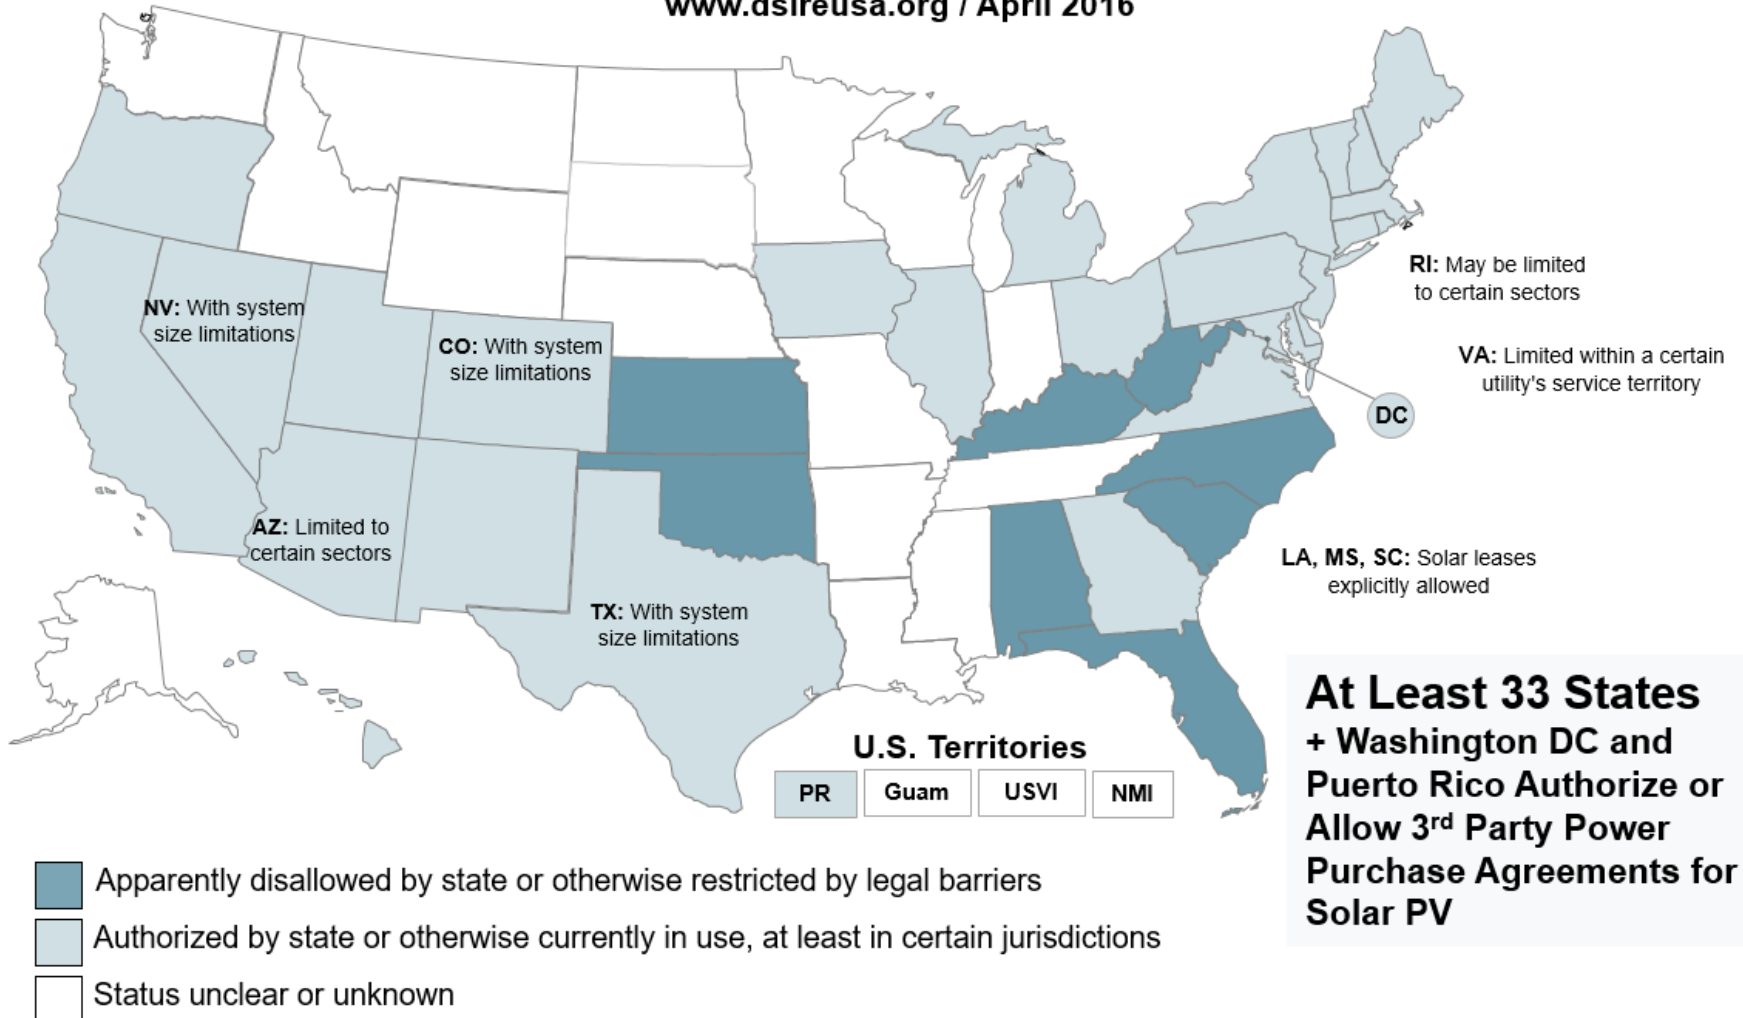 www.dsireusa.org / April 2016
NV: With system
size limitations
CO: With system
size limitations
AZ: Limited to
certain sectors
TX: With system
size limitations
RI: May be limited
to certain sectors
VA: Limited within a certain
utility's service territory
DC
LA, MS, SC: Solar leases
explicitly allowed
U.S. Territories
PR
Guam
USVI
NMI
At Least 33 States
+ Washington DC and
Puerto Rico Authorize or
Allow 3rd Party Power
Purchase Agreements for
Solar PV
Apparently disallowed by state or otherwise restricted by legal barriers
Authorized by state or otherwise currently in use, at least in certain jurisdictions
Status unclear or unknown